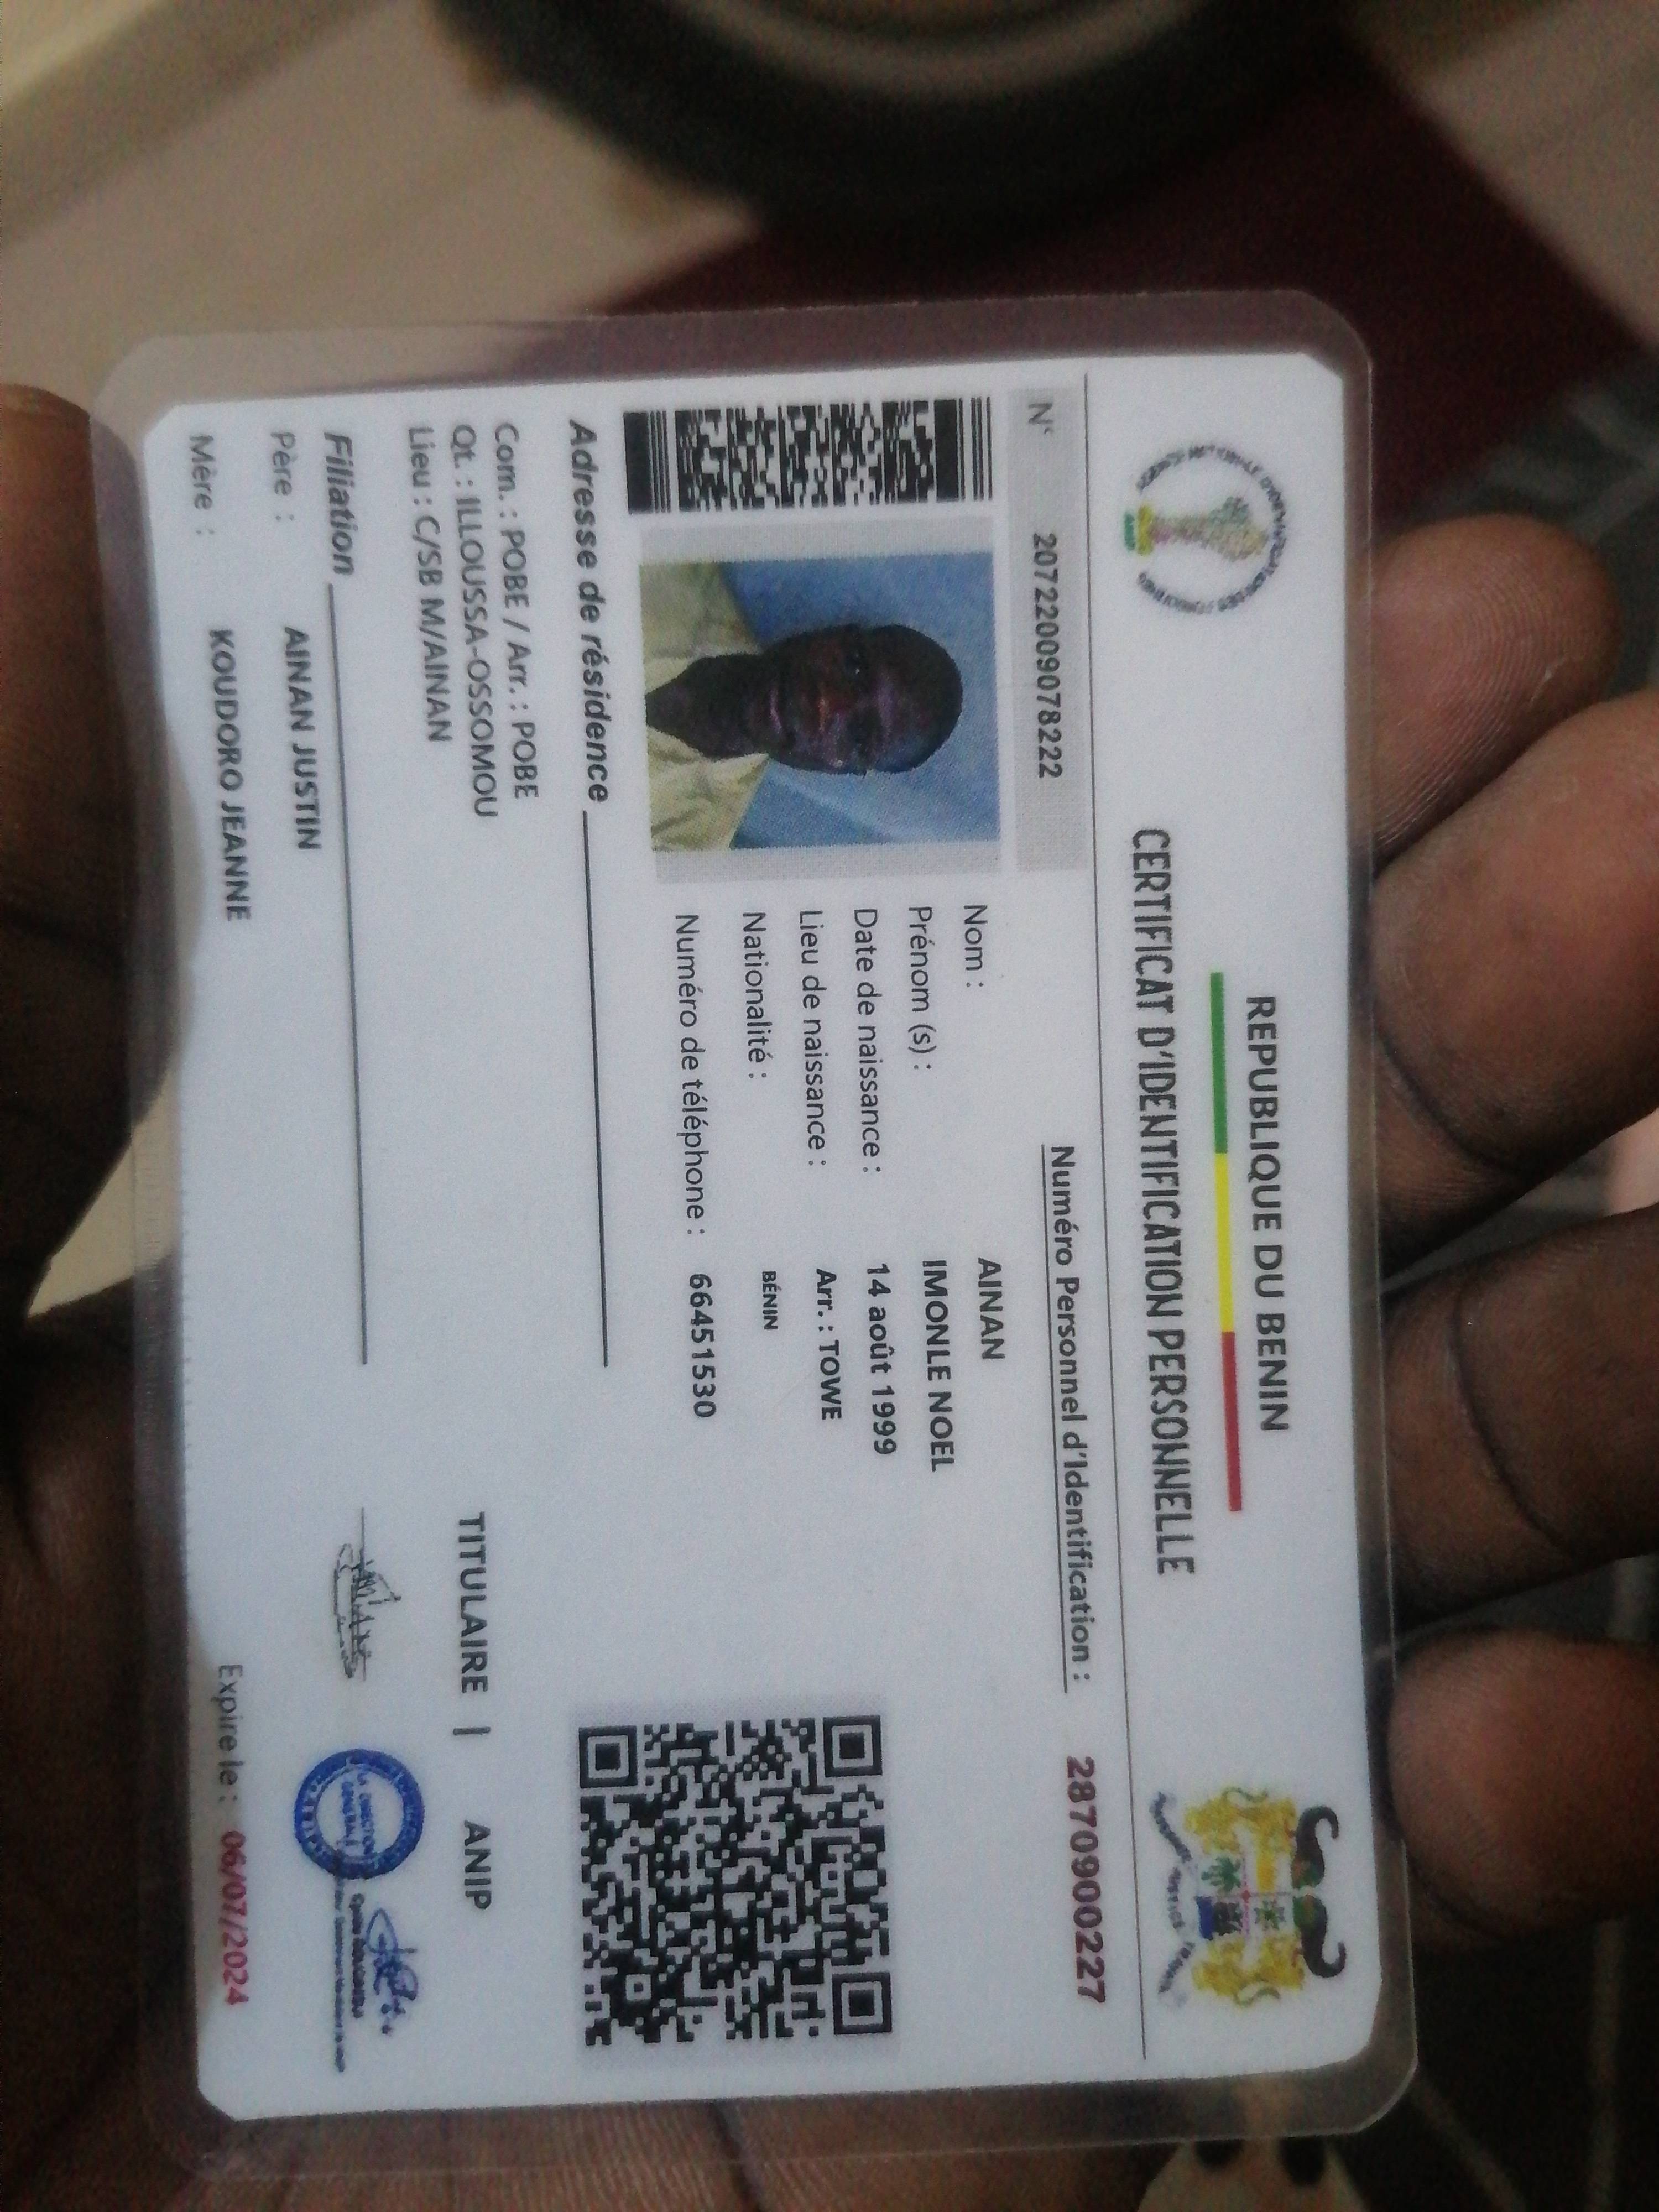 REPUBLIQUE DU BENIN
CERTIFICAT D'IDENTIFICATION PERSONNELLE
N° 20722009078222
Numéro Personnel d'Identification : 2870900227
Nom : AINAN
Prénom (s) : IMONLE NOEL
Date de naissance : 14 août 1999
Lieu de naissance : Arr. : TOWE
Nationalité : BÉNIN
Numéro de téléphone : 66451530
Adresse de résidence
Com. : POBE / Arr. : POBE
Qt. : ILLOUSSA-OSSOMOU
Lieu : C/SB M/AINAN
Filiation
Père : AINAN JUSTIN
Mère : KOUDORO JEANNE
TITULAIRE | ANIP
Expire le : 06/07/2024